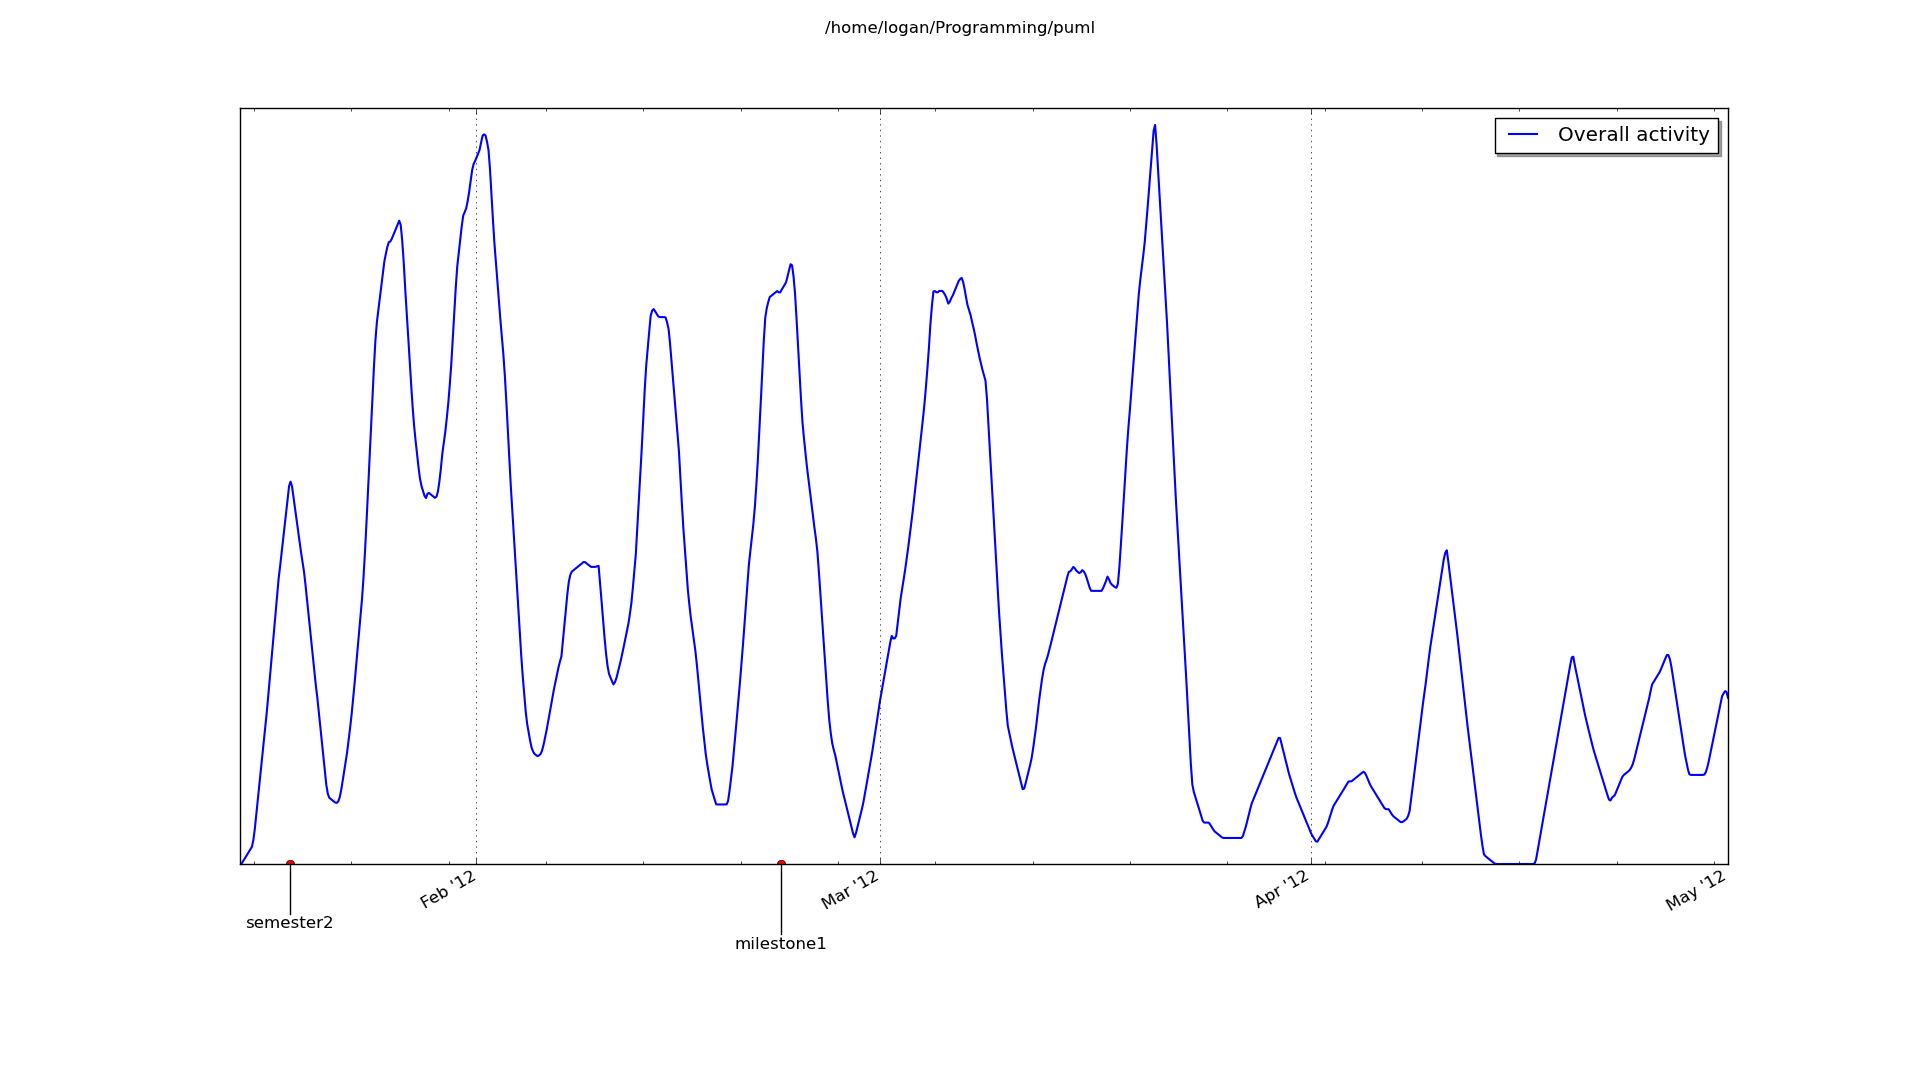 /home/logan/Programming/puml
Overall activity
Feb '12
Mar '12
Apr '12
May '12
semester2
milestone1